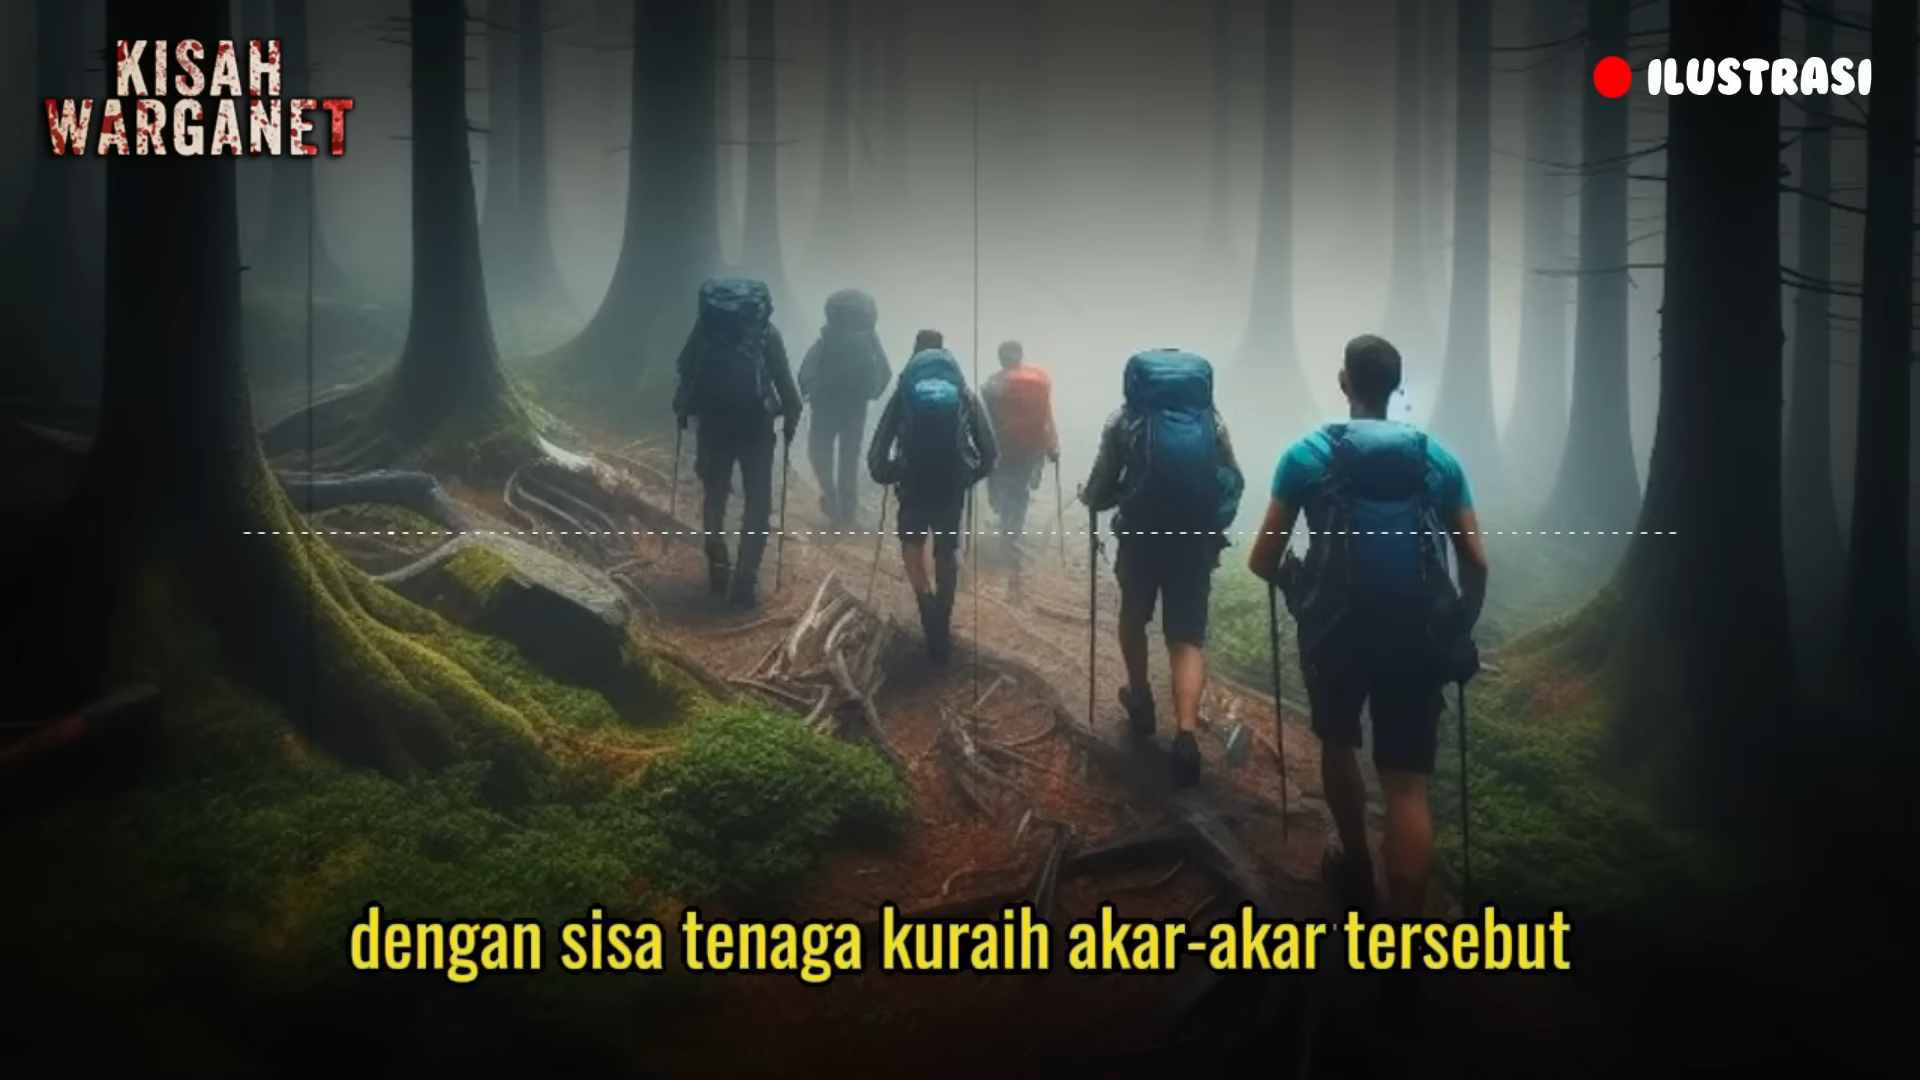 KISAH
WARGANET
ILUSTRASI
dengan sisa tenaga kuraih akar-akar tersebut